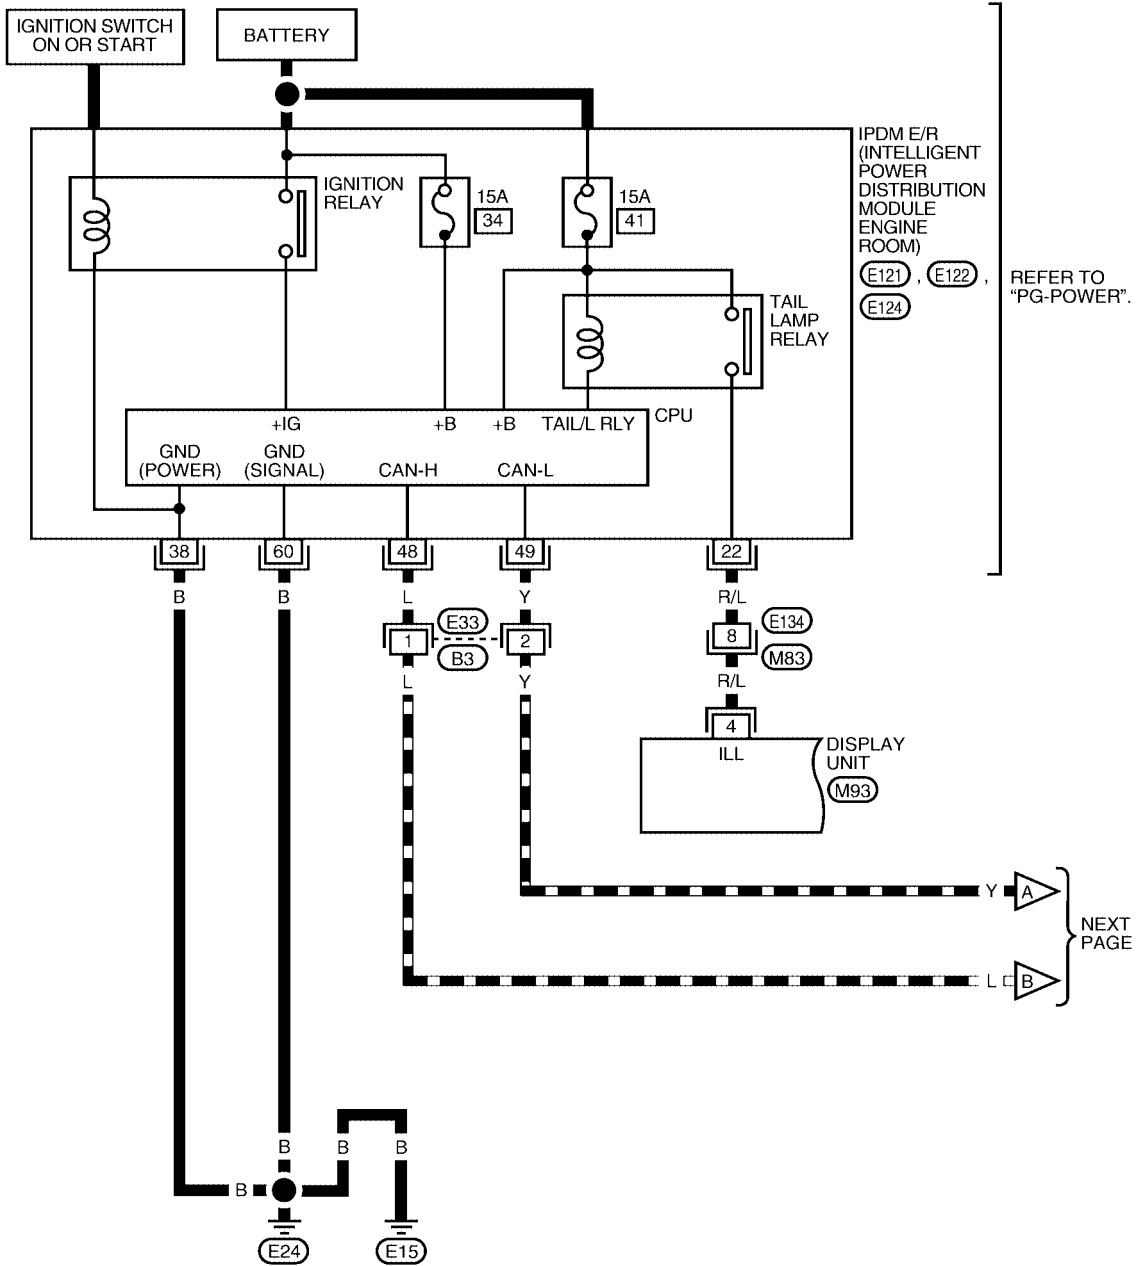 IGNITION SWITCH
ON OR START
BATTERY
IPDM E/R
(INTELLIGENT
POWER
DISTRIBUTION
MODULE
ENGINE
ROOM)
E121 , E122 ,
E124
REFER TO
“PG-POWER”.
IGNITION
RELAY
15A
34
15A
41
TAIL
LAMP
RELAY
CPU
+IG
+B
+B
TAIL/L RLY
GND
(POWER)
GND
(SIGNAL)
CAN-H
CAN-L
38
60
48
49
22
B
B
L
Y
R/L
1
E33
B3
2
8
E134
M83
L
Y
R/L
4
ILL
DISPLAY
UNIT
M93
Y
A
NEXT
PAGE
L
B
B
B
B
B
E24
E15